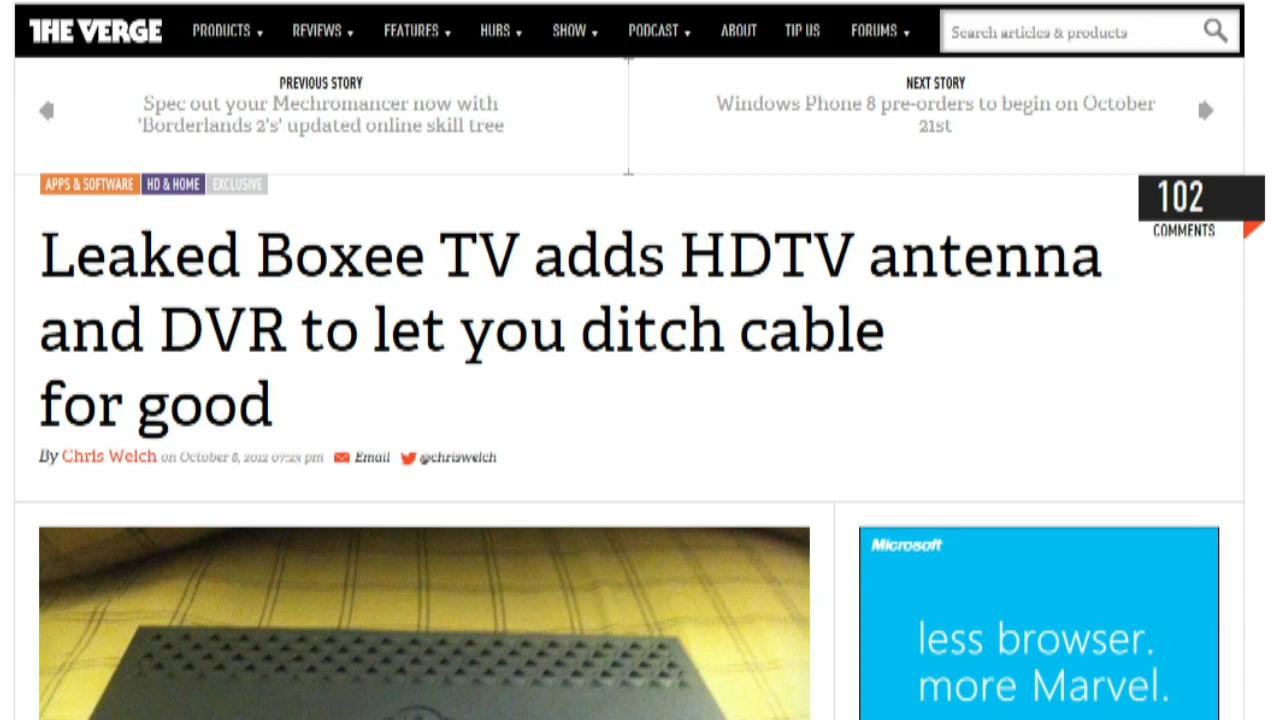 THE VERGE PRODUCTS REVIEWS FEATURES HUBS SHOW PODCAST ABOUT TIP US FORUMS Search articles & products
PREVIOUS STORY
Spec out your Mechromancer now with
'Borderlands 2's' updated online skill tree
NEXT STORY
Windows Phone 8 pre-orders to begin on October
21st
APPS & SOFTWARE HD & HOME EXCLUSIVE
102
COMMENTS
Leaked Boxee TV adds HDTV antenna
and DVR to let you ditch cable
for good
By Chris Welch on October 8, 2012 07:23 pm Email @chriswelch
Microsoft
less browser.
more Marvel.